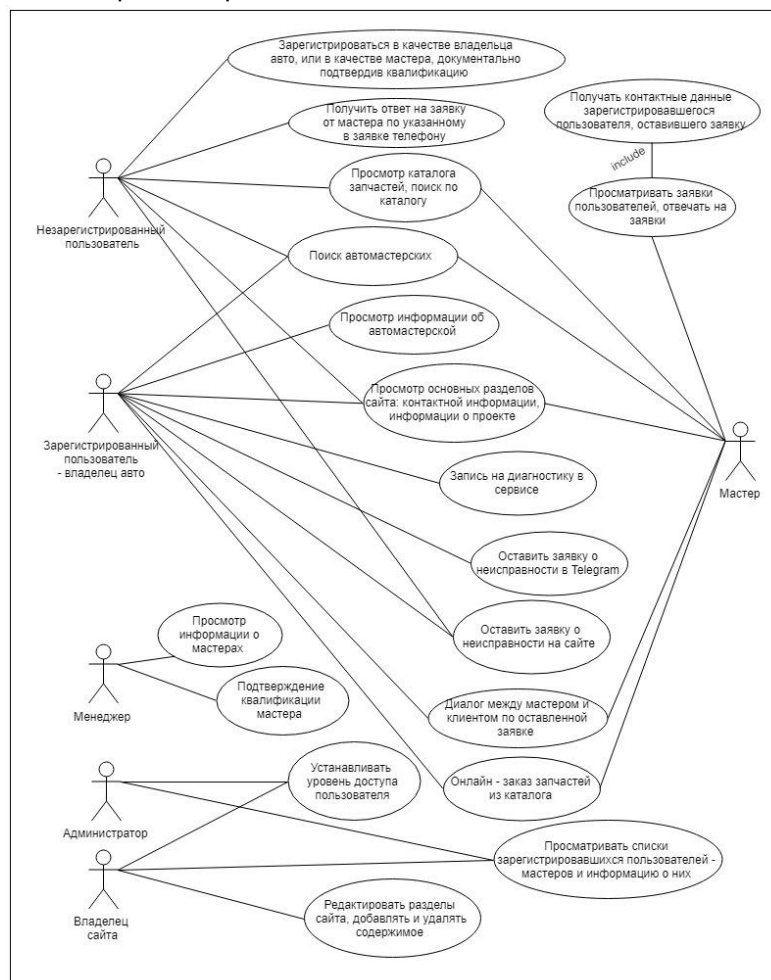 Зарегистрироваться в качестве владельца
авто, или в качестве мастера, документально
подтвердив квалификацию
Получить ответ на заявку
от мастера по указанному
в заявке телефону
Получать контактные данные
зарегистрировавшегося
пользователя, оставившего заявку
include
Просмотр каталога
запчастей, поиск по
каталогу
Просматривать заявки
пользователей, отвечать на
заявки
Незарегистрированный
пользователь
Поиск автомастерских
Просмотр информации об
автомастерской
Просмотр основных разделов
сайта: контактной информации,
информации о проекте
Зарегистрированный
пользователь
- владелец авто
Мастер
Запись на диагностику в
сервисе
Оставить заявку о
неисправности в Telegram
Оставить заявку о
неисправности на сайте
Просмотр
информации о
мастерах
Менеджер
Подтверждение
квалификации
мастера
Диалог между мастером и
клиентом по оставленной
заявке
Устанавливать
уровень доступа
пользователя
Онлайн - заказ запчастей
из каталога
Администратор
Просматривать списки
зарегистрировавшихся пользователей -
мастеров и информацию о них
Владелец
сайта
Редактировать разделы
сайта, добавлять и удалять
содержимое